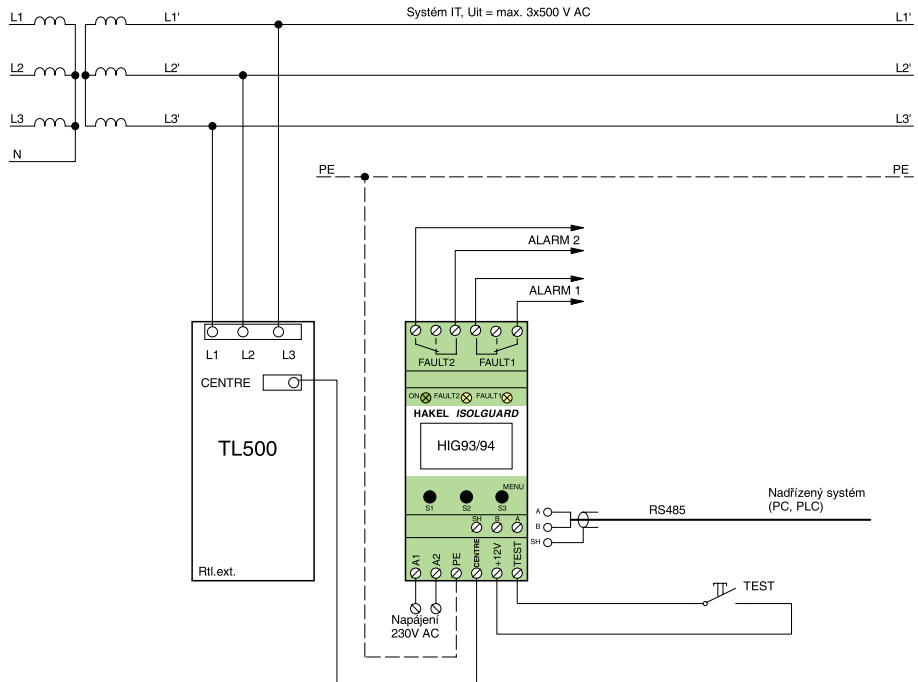 L1 L1' Systém IT, Uit = max. 3x500 V AC L1'
L2 L2' L2'
L3 L3' L3'
N
PE PE
ALARM 2
ALARM 1
L1 L2 L3
CENTRE
TL500
Rtl.ext.
FAULT2 FAULT1
ON FAULT2 FAULT1
HAKEL ISOLGUARD
HIG93/94
MENU
S1 S2 S3
SH B A
A1 A2 PE CENTRE +12V TEST
A
B
SH
RS485
Nadřízený systém
(PC, PLC)
TEST
Napájení
230V AC